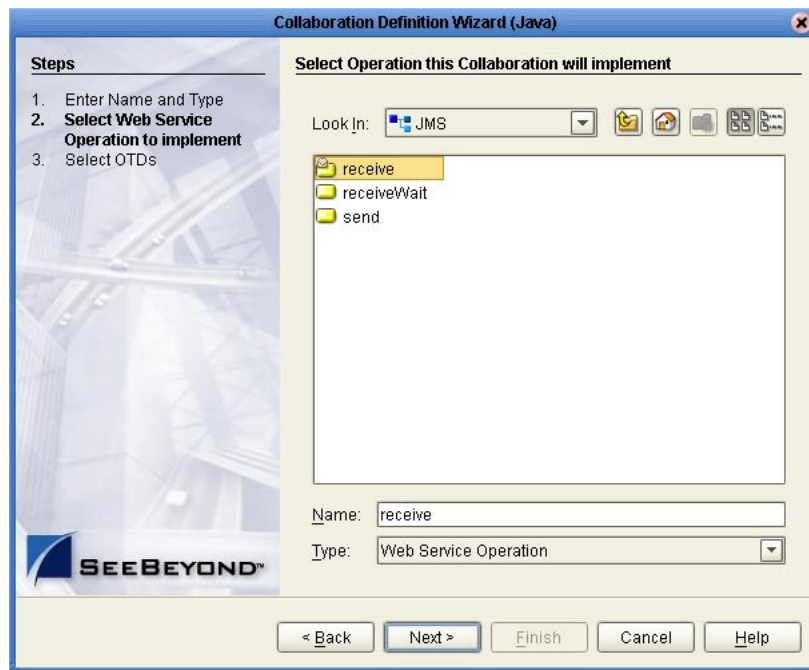 Collaboration Definition Wizard (Java)
Steps
1. Enter Name and Type
2. Select Web Service
Operation to implement
3. Select OTDs
Select Operation this Collaboration will implement
Look In: JMS
receive
receiveWait
send
Name: receive
Type: Web Service Operation
SEEBEYOND™
< Back Next > Finish Cancel Help